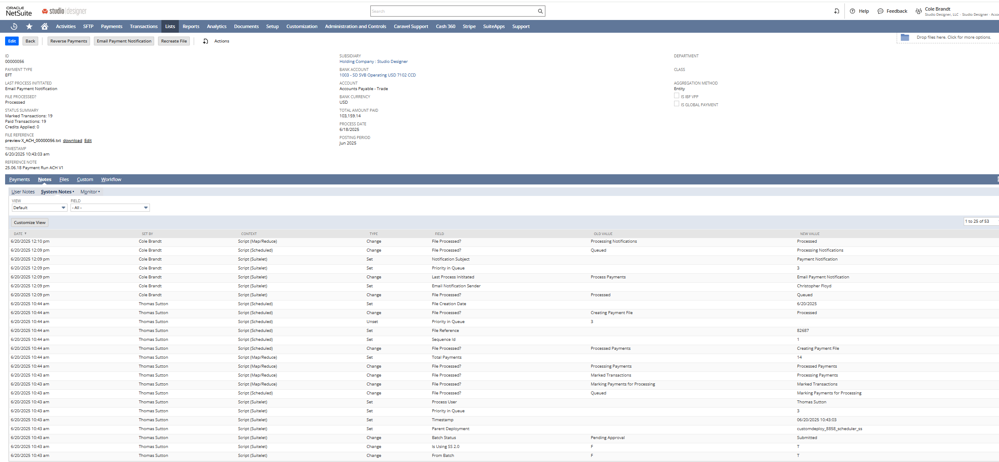 ORACLE
NetSuite
studio|designer
Search
Help
Feedback
Cole Brandt
Studio Designer, LLC - Studio Designer - Acco
Activities SFTP Payments Transactions Lists Reports Analytics Documents Setup Customization Administration and Controls Caravel Support Cash 360 Stripe SuiteApps Support
Edit Back Reverse Payments Email Payment Notification Recreate File Actions
Drop files here. Click for more options.
ID
00000056
PAYMENT TYPE
EFT
LAST PROCESS INITITATED
Email Payment Notification
FILE PROCESSED?
Processed
STATUS SUMMARY
Marked Transactions: 19
Paid Transactions: 19
Credits Applied: 0
FILE REFERENCE
preview X_ACH_00000056.txt download Edit
TIMESTAMP
6/20/2025 10:43:03 am
REFERENCE NOTE
25.06.18 Payment Run ACH V1
SUBSIDIARY
Holding Company : Studio Designer
BANK ACCOUNT
1003 - SD SVB Operating USD 7102 CCD
ACCOUNT
Accounts Payable - Trade
BANK CURRENCY
USD
TOTAL AMOUNT PAID
103,159.14
PROCESS DATE
6/18/2025
POSTING PERIOD
Jun 2025
DEPARTMENT
CLASS
AGGREGATION METHOD
Entity
IS IBF VPP
IS GLOBAL PAYMENT
Payments Notes Files Custom Workflow
User Notes System Notes • Monitor •
VIEW FIELD
Default - All -
Customize View
1 to 25 of 53
DATE SET BY CONTEXT TYPE FIELD OLD VALUE NEW VALUE
6/20/2025 12:10 pm Cole Brandt Script (Map/Reduce) Change File Processed? Processing Notifications Processed
6/20/2025 12:09 pm Cole Brandt Script (Scheduled) Change File Processed? Queued Processing Notifications
6/20/2025 12:09 pm Cole Brandt Script (Suitelet) Set Notification Subject Payment Notification
6/20/2025 12:09 pm Cole Brandt Script (Suitelet) Set Priority in Queue 3
6/20/2025 12:09 pm Cole Brandt Script (Suitelet) Change Last Process Inititated Process Payments Email Payment Notification
6/20/2025 12:09 pm Cole Brandt Script (Suitelet) Set Email Notification Sender Christopher Floyd
6/20/2025 12:09 pm Cole Brandt Script (Suitelet) Change File Processed? Processed Queued
6/20/2025 10:44 am Thomas Sutton Script (Scheduled) Set File Creation Date 6/20/2025
6/20/2025 10:44 am Thomas Sutton Script (Scheduled) Change File Processed? Creating Payment File Processed
6/20/2025 10:44 am Thomas Sutton Script (Scheduled) Unset Priority in Queue 3
6/20/2025 10:44 am Thomas Sutton Script (Scheduled) Set File Reference 82687
6/20/2025 10:44 am Thomas Sutton Script (Scheduled) Set Sequence Id 1
6/20/2025 10:44 am Thomas Sutton Script (Scheduled) Change File Processed? Processed Payments Creating Payment File
6/20/2025 10:44 am Thomas Sutton Script (Map/Reduce) Set Total Payments 14
6/20/2025 10:44 am Thomas Sutton Script (Map/Reduce) Change File Processed? Processing Payments Processed Payments
6/20/2025 10:43 am Thomas Sutton Script (Map/Reduce) Change File Processed? Marked Transactions Processing Payments
6/20/2025 10:43 am Thomas Sutton Script (Map/Reduce) Change File Processed? Marking Payments for Processing Marked Transactions
6/20/2025 10:43 am Thomas Sutton Script (Scheduled) Change File Processed? Queued Marking Payments for Processing
6/20/2025 10:43 am Thomas Sutton Script (Suitelet) Set Process User Thomas Sutton
6/20/2025 10:43 am Thomas Sutton Script (Suitelet) Set Priority in Queue 3
6/20/2025 10:43 am Thomas Sutton Script (Suitelet) Set Timestamp 06/20/2025 10:43:03
6/20/2025 10:43 am Thomas Sutton Script (Suitelet) Set Parent Deployment customdeploy_8858_scheduler_ss
6/20/2025 10:43 am Thomas Sutton Script (Suitelet) Change Batch Status Pending Approval Submitted
6/20/2025 10:43 am Thomas Sutton Script (Suitelet) Change Is Using SS 2.0 F T
6/20/2025 10:43 am Thomas Sutton Script (Suitelet) Change From Batch F T